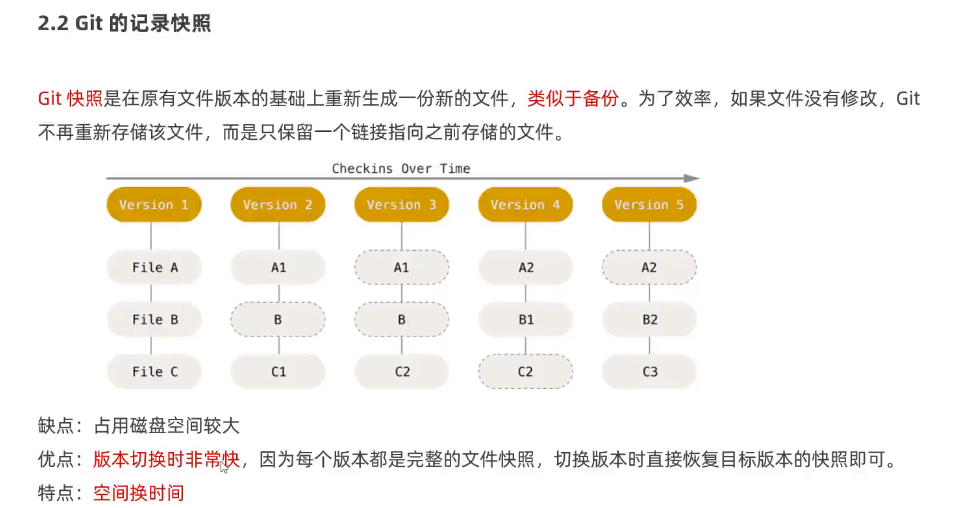 2.2 Git 的记录快照
Git 快照是在原有文件版本的基础上重新生成一份新的文件，类似于备份。为了效率，如果文件没有修改，Git
不再重新存储该文件，而是只保留一个链接指向之前存储的文件。
Checkins Over Time
Version 1 Version 2 Version 3 Version 4 Version 5
File A A1 A1 A2 A2
File B B B B1 B2
File C C1 C2 C2 C3
缺点：占用磁盘空间较大
优点：版本切换时非常快，因为每个版本都是完整的文件快照，切换版本时直接恢复目标版本的快照即可。
特点：空间换时间